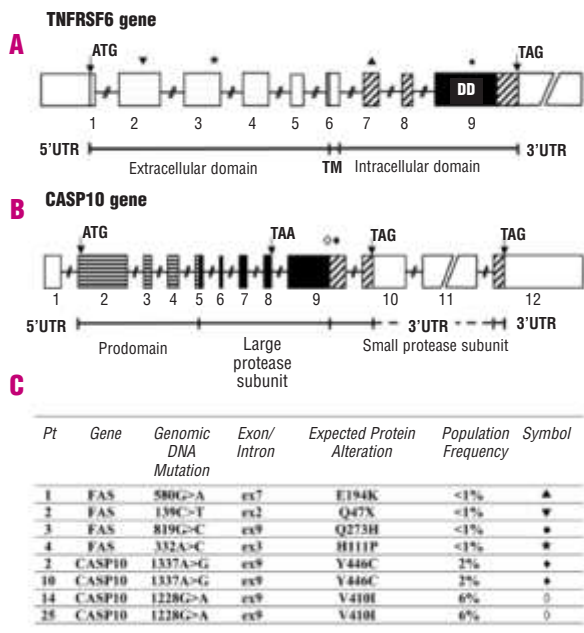 TNFRSF6 gene
A
ATG
TAG
DD
1 2 3 4 5 6 7 8 9
5'UTR
3'UTR
Extracellular domain TM Intracellular domain
B CASP10 gene
ATG TAA TAG TAG
1 2 3 4 5 6 7 8 9 10 11 12
5'UTR 3'UTR 3'UTR
Prodomain Large protease subunit Small protease subunit
C
Pt Gene Genomic DNA Mutation Exon/Intron Expected Protein Alteration Population Frequency Symbol
1 FAS 580G>A ex7 E194K <1% ▲
2 FAS 139C>T ex2 Q47X <1% ▼
3 FAS 819G>C ex9 Q273H <1% ●
4 FAS 332A>C ex3 H111P <1% ★
2 CASP10 1337A>G ex9 Y446C 2% ♦
10 CASP10 1337A>G ex9 Y446C 2% ♦
14 CASP10 1228G>A ex9 V410I 6% ◊
25 CASP10 1228G>A ex9 V410I 6% ◊